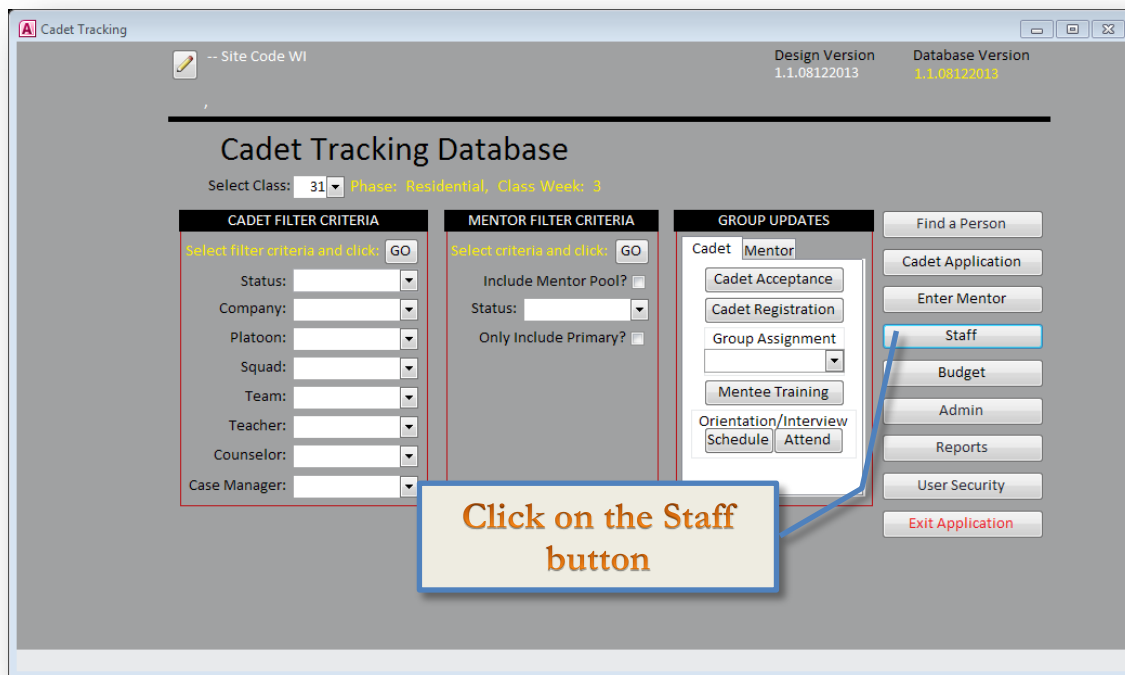 Cadet Tracking
-- Site Code WI
Design Version
1.1.08122013
Database Version
1.1.08122013
,
Cadet Tracking Database
Select Class: 31 Phase: Residential, Class Week: 3
CADET FILTER CRITERIA
Select filter criteria and click: GO
Status:
Company:
Platoon:
Squad:
Team:
Teacher:
Counselor:
Case Manager:
MENTOR FILTER CRITERIA
Select criteria and click: GO
Include Mentor Pool?
Status:
Only Include Primary?
GROUP UPDATES
Cadet Mentor
Cadet Acceptance
Cadet Registration
Group Assignment
Mentee Training
Orientation/Interview
Schedule Attend
Find a Person
Cadet Application
Enter Mentor
Staff
Budget
Admin
Reports
User Security
Exit Application
Click on the Staff
button